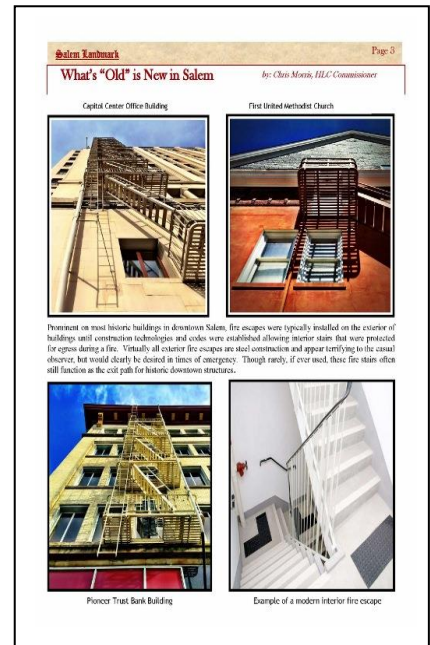 Salem Landmark
Page 3
What's "Old" is New in Salem
by: Chris Morris, HLC Commissioner
Capitol Center Office Building
First United Methodist Church
Prominent on most historic buildings in downtown Salem, fire escapes were typically installed on the exterior of
buildings until construction technologies and codes were established allowing interior stairs that were protected
for egress during a fire. Virtually all exterior fire escapes are steel construction and appear terrifying to the casual
observer, but would clearly be desired in times of emergency. Though rarely, if ever used, these fire stairs often
still function as the exit path for historic downtown structures.
Pioneer Trust Bank Building
Example of a modern interior fire escape